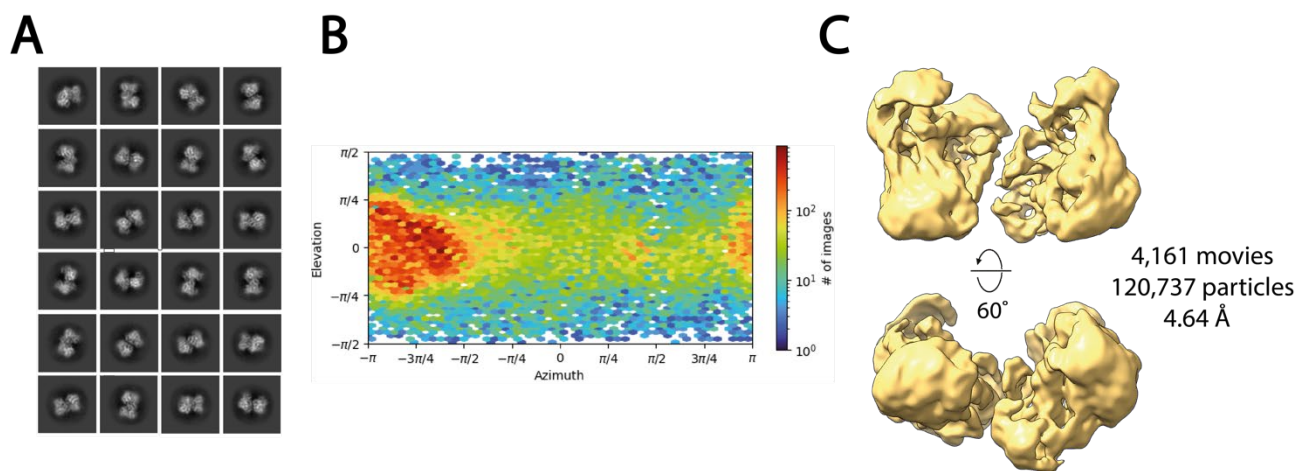 A
B
C
π/2
π/4
0
−π/4
−π/2
Elevation
−π
−3π/4
−π/2
−π/4
0
π/4
π/2
3π/4
π
Azimuth
10²
10¹
10⁰
# of images
60°
4,161 movies
120,737 particles
4.64 Å